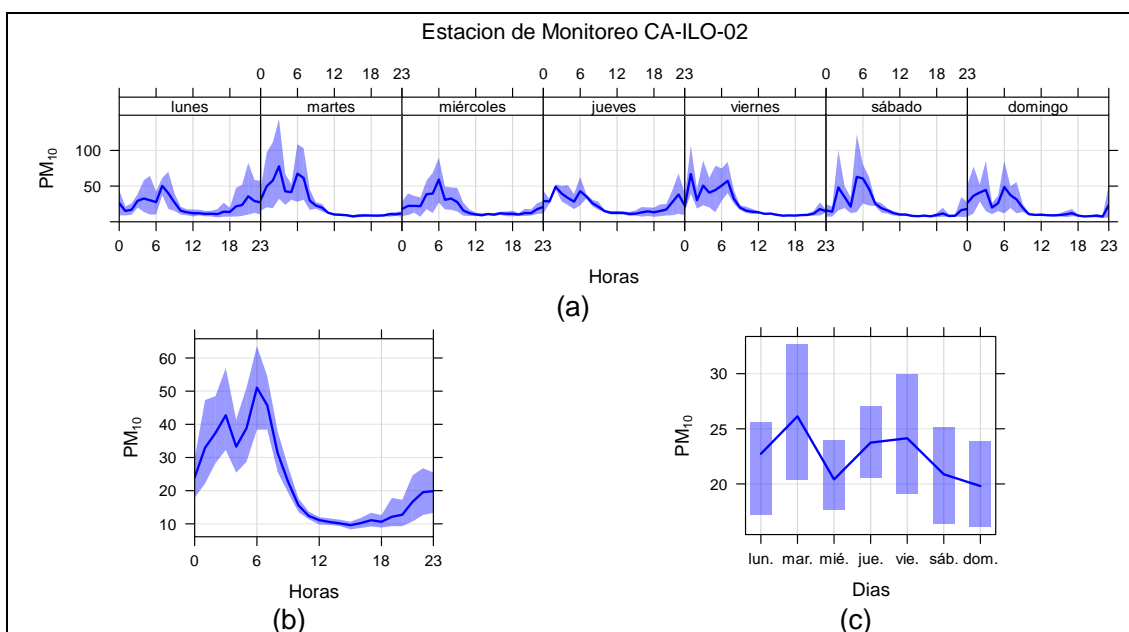 Estacion de Monitoreo CA-ILO-02
0 6 12 18 23 0 6 12 18 23 0 6 12 18 23
lunes martes miércoles jueves viernes sábado domingo
PM10
100
50
0 6 12 18 23 0 6 12 18 23 0 6 12 18 23 0 6 12 18 23
Horas
(a)
PM10
60
50
40
30
20
10
0 6 12 18 23
Horas
(b)
PM10
30
25
20
lun. mar. mié. jue. vie. sáb. dom.
Dias
(c)